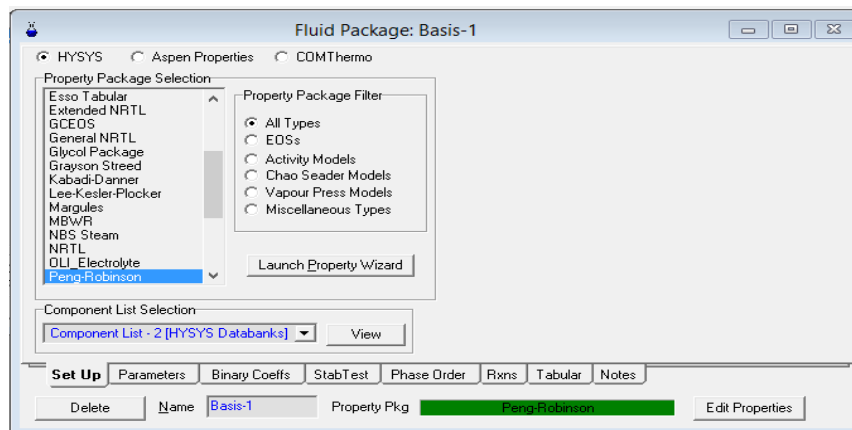 Fluid Package: Basis-1
HYSYS Aspen Properties COMThermo
Property Package Selection
Esso Tabular
Extended NRTL
GCEOS
General NRTL
Glycol Package
Grayson Streed
Kabadi-Danner
Lee-Kesler-Plocker
Margules
MBWR
NBS Steam
NRTL
OLI_Electrolyte
Peng-Robinson
Property Package Filter
All Types
EOSs
Activity Models
Chao Seader Models
Vapour Press Models
Miscellaneous Types
Launch Property Wizard
Component List Selection
Component List - 2 [HYSYS Databanks] View
Set Up Parameters Binary Coeffs StabTest Phase Order Rxns Tabular Notes
Delete Name Basis-1 Property Pkg Peng-Robinson Edit Properties